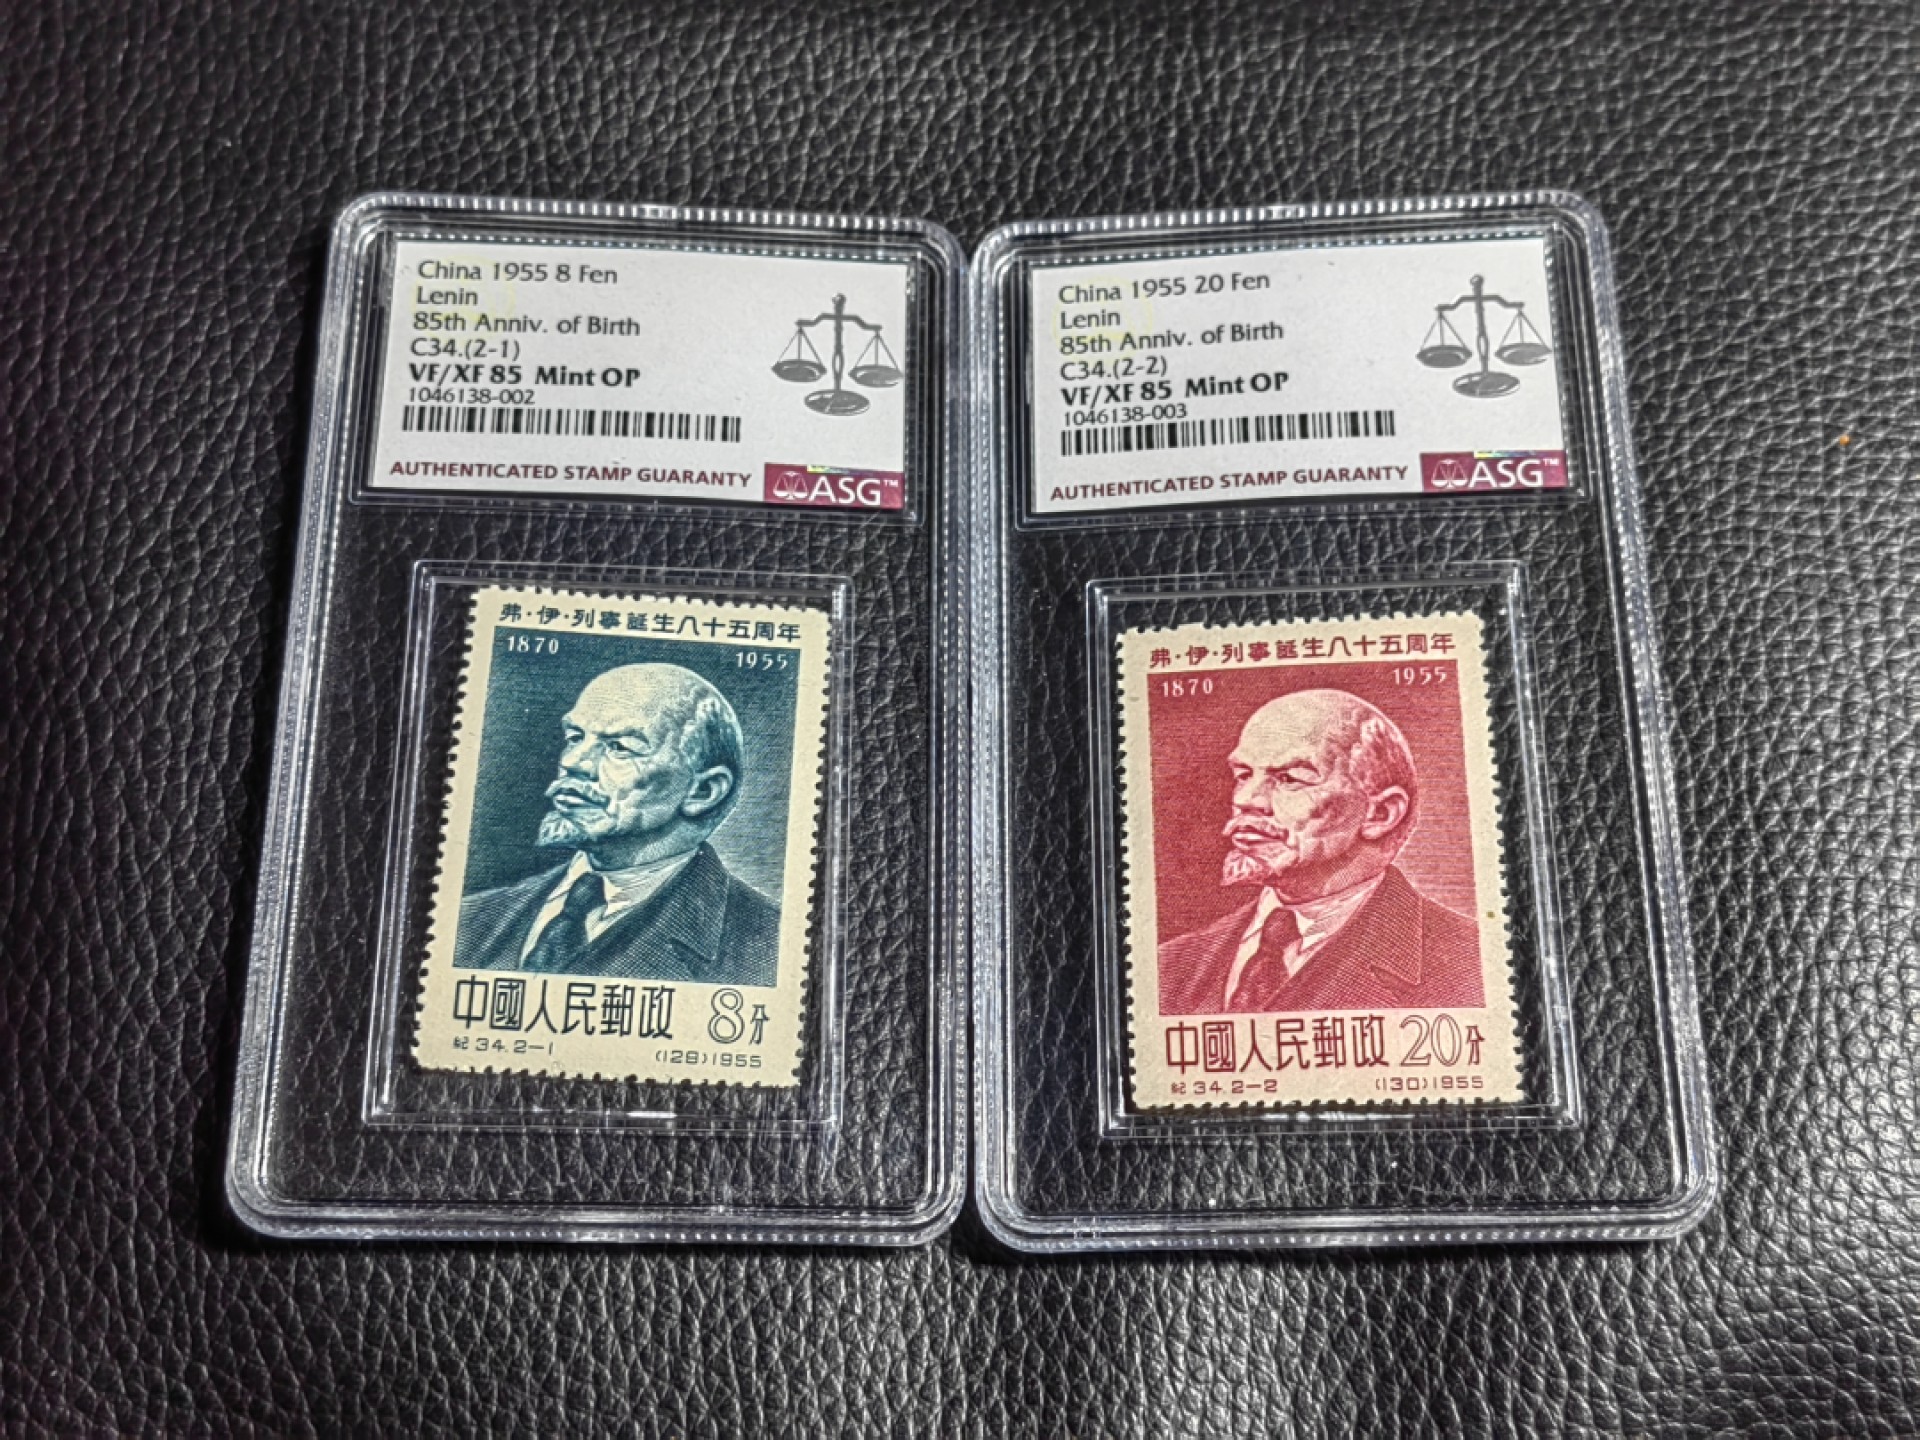 China 1955 8 Fen
Lenin
85th Anniv. of Birth
C34.(2-1)
VF/XF 85 Mint OP
1046138-002
AUTHENTICATED STAMP GUARANTY ASG™
弗·伊·列寧誕生八十五周年
1870 1955
中國人民郵政 8分
紀34.2-1 (129)1955
China 1955 20 Fen
Lenin
85th Anniv. of Birth
C34.(2-2)
VF/XF 85 Mint OP
1046138-003
AUTHENTICATED STAMP GUARANTY ASG™
弗·伊·列寧誕生八十五周年
1870 1955
中國人民郵政 20分
紀34.2-2 (130)1955